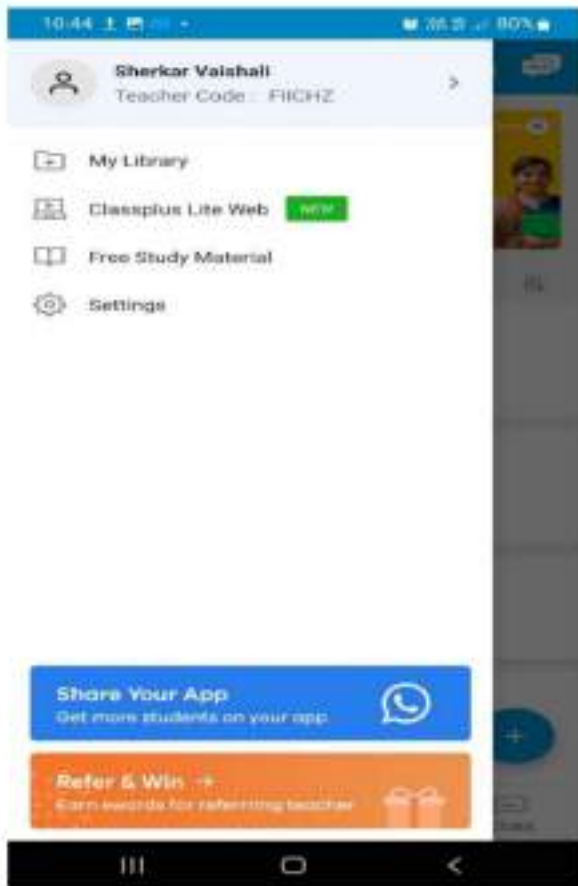 10:44
80%
Sherkar Vaishali
Teacher Code : FIICHZ
My Library
Classplus Lite Web NEW
Free Study Material
Settings
Share Your App
Get more students on your app
Refer & Win →
Earn ewards for referring teacher